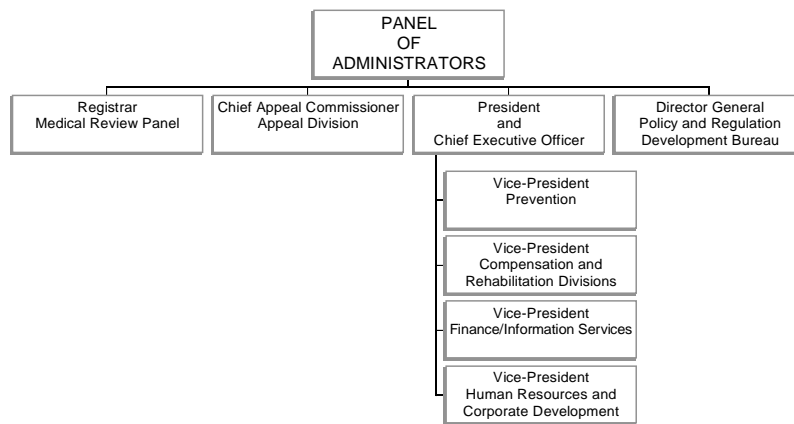 PANEL
OF
ADMINISTRATORS
Registrar
Medical Review Panel
Chief Appeal Commissioner
Appeal Division
President
and
Chief Executive Officer
Director General
Policy and Regulation
Development Bureau
Vice-President
Prevention
Vice-President
Compensation and
Rehabilitation Divisions
Vice-President
Finance/Information Services
Vice-President
Human Resources and
Corporate Development